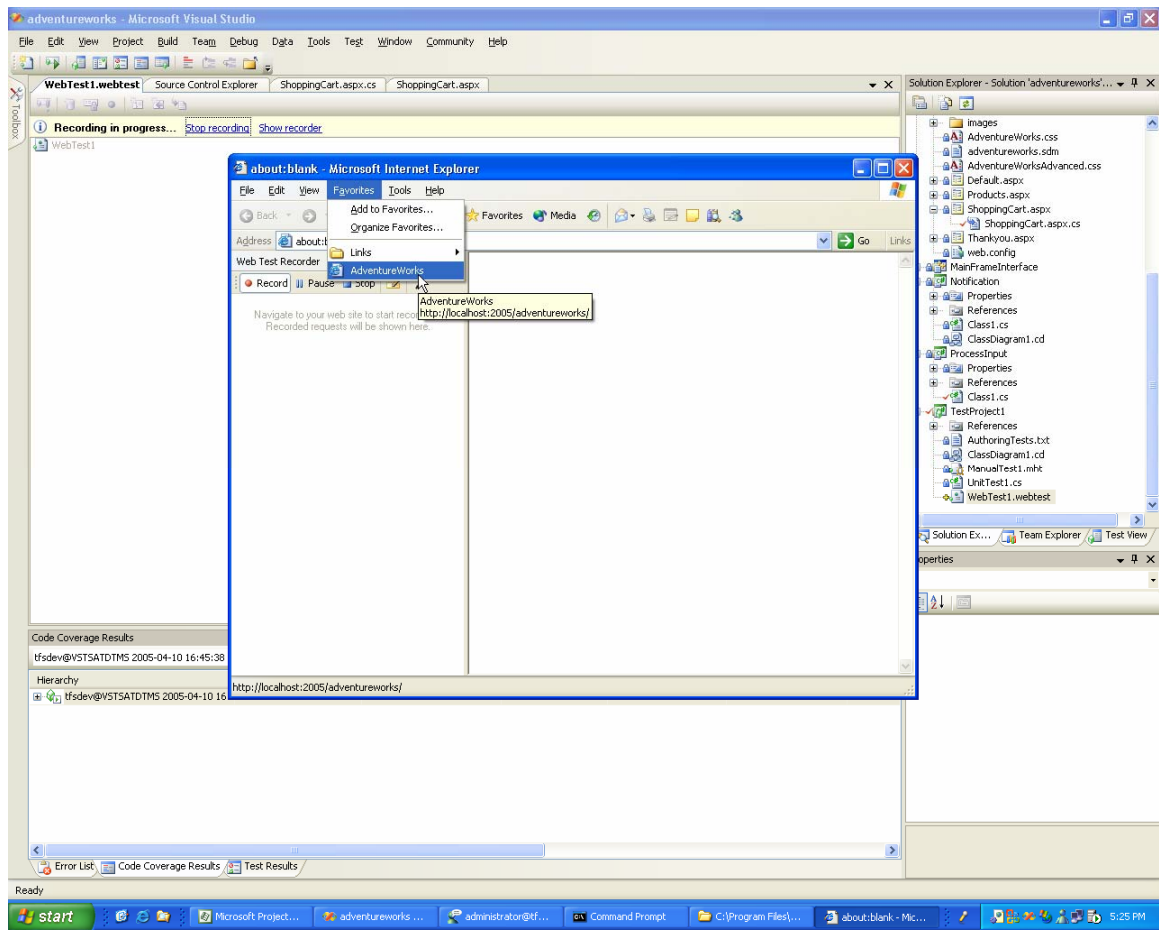 adventureworks - Microsoft Visual Studio
File Edit View Project Build Team Debug Data Tools Test Window Community Help
WebTest1.webtest Source Control Explorer ShoppingCart.aspx.cs ShoppingCart.aspx
Toolbox
Recording in progress... Stop recording Show recorder
WebTest1
about:blank - Microsoft Internet Explorer
File Edit View Favorites Tools Help
Back Favorites Media
Add to Favorites...
Organize Favorites...
Address about:b Go Links
Links
Web Test Recorder
AdventureWorks
Record Pause Stop
AdventureWorks
http://localhost:2005/adventureworks/
Navigate to your web site to start reco
Recorded requests will be shown here.
http://localhost:2005/adventureworks/
Solution Explorer - Solution 'adventureworks'...
images
AdventureWorks.css
adventureworks.sdm
AdventureWorksAdvanced.css
Default.aspx
Products.aspx
ShoppingCart.aspx
ShoppingCart.aspx.cs
Thankyou.aspx
web.config
MainFrameInterface
Notification
Properties
References
Class1.cs
ClassDiagram1.cd
ProcessInput
Properties
References
Class1.cs
TestProject1
References
AuthoringTests.txt
ClassDiagram1.cd
ManualTest1.mht
UnitTest1.cs
WebTest1.webtest
Solution Ex... Team Explorer Test View
operties
Code Coverage Results
tfsdev@VSTSATDTMS 2005-04-10 16:45:38
Hierarchy
tfsdev@VSTSATDTMS 2005-04-10 16
Error List Code Coverage Results Test Results
Ready
start Microsoft Project... adventureworks ... administrator@tf... Command Prompt C:\Program Files\... about:blank - Mic... 5:25 PM